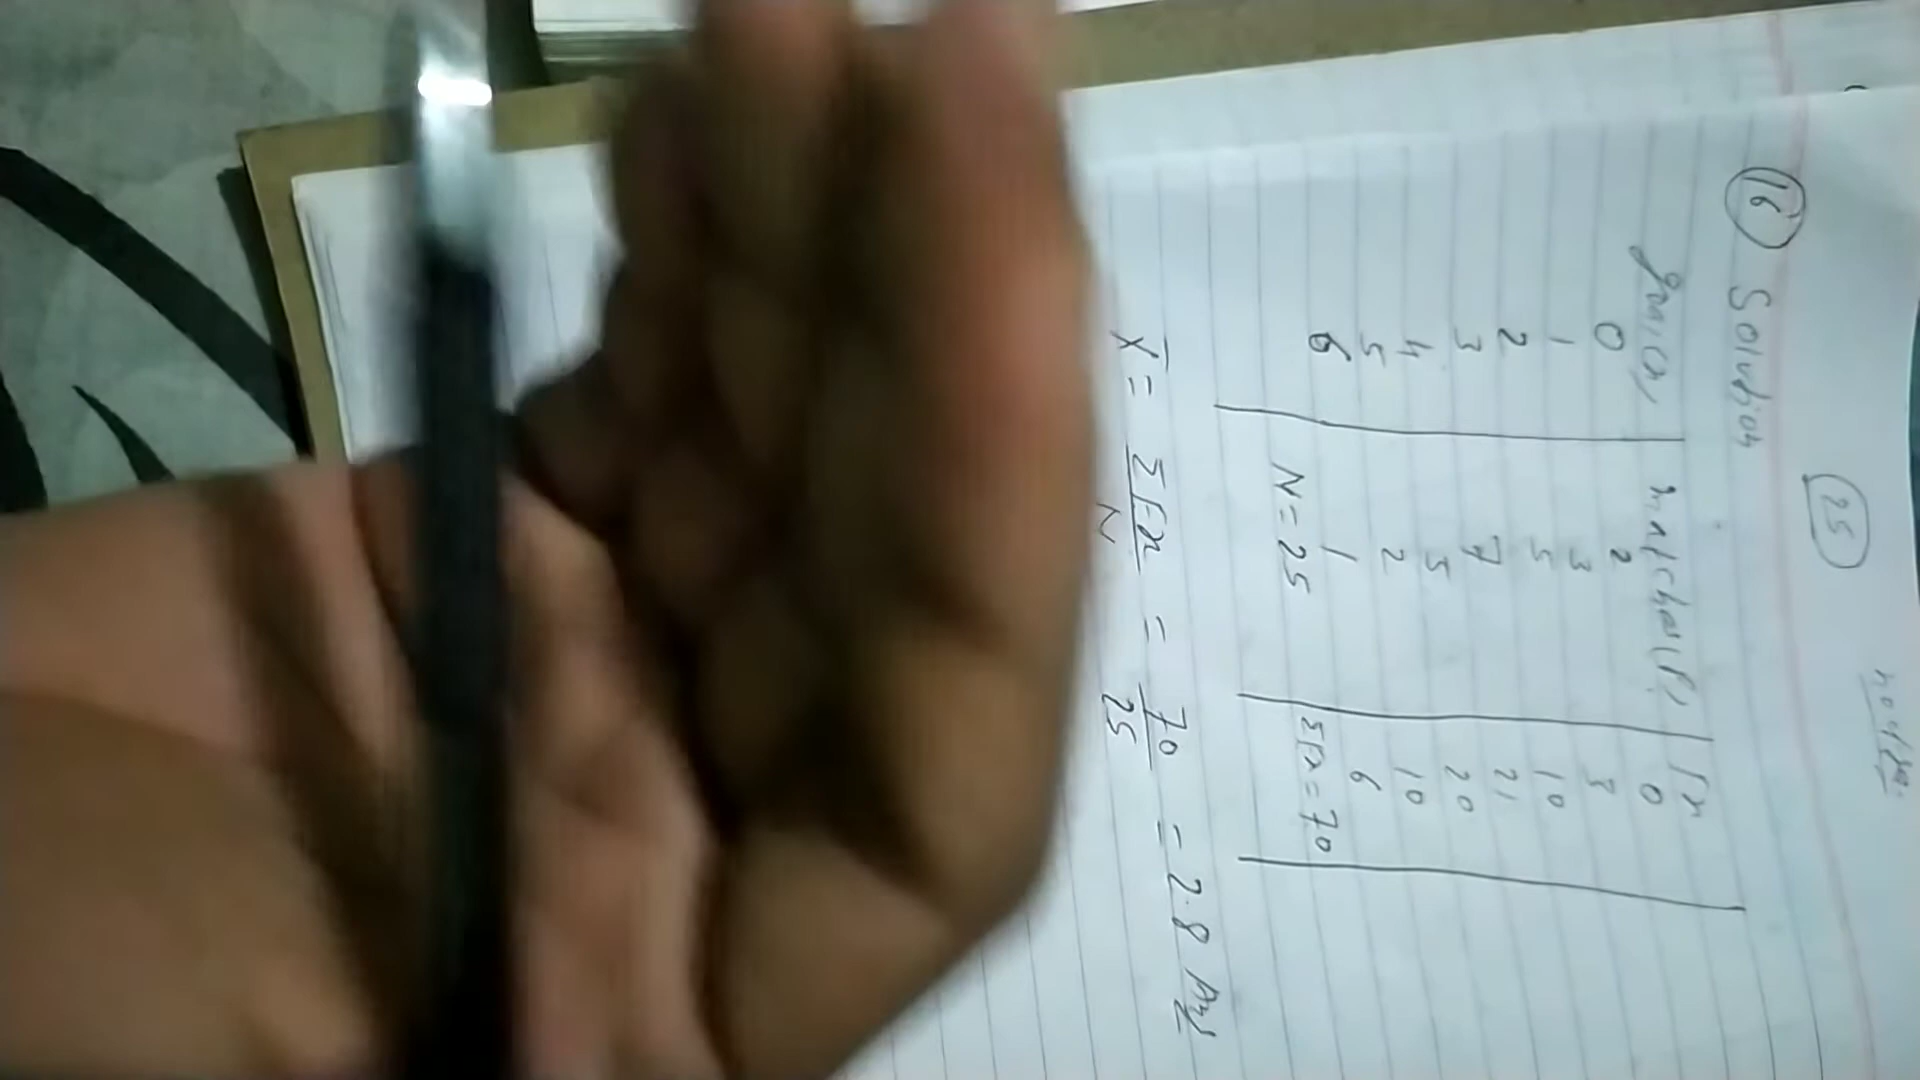 25
16 Solution
goals(x) matches(f) fx
0 2 0
1 3 3
2 5 10
3 7 21
4 5 20
5 2 10
6 1 6
N = 25 Σfx = 70
X̄ = Σfx/N = 70/25 = 2.8 Ans